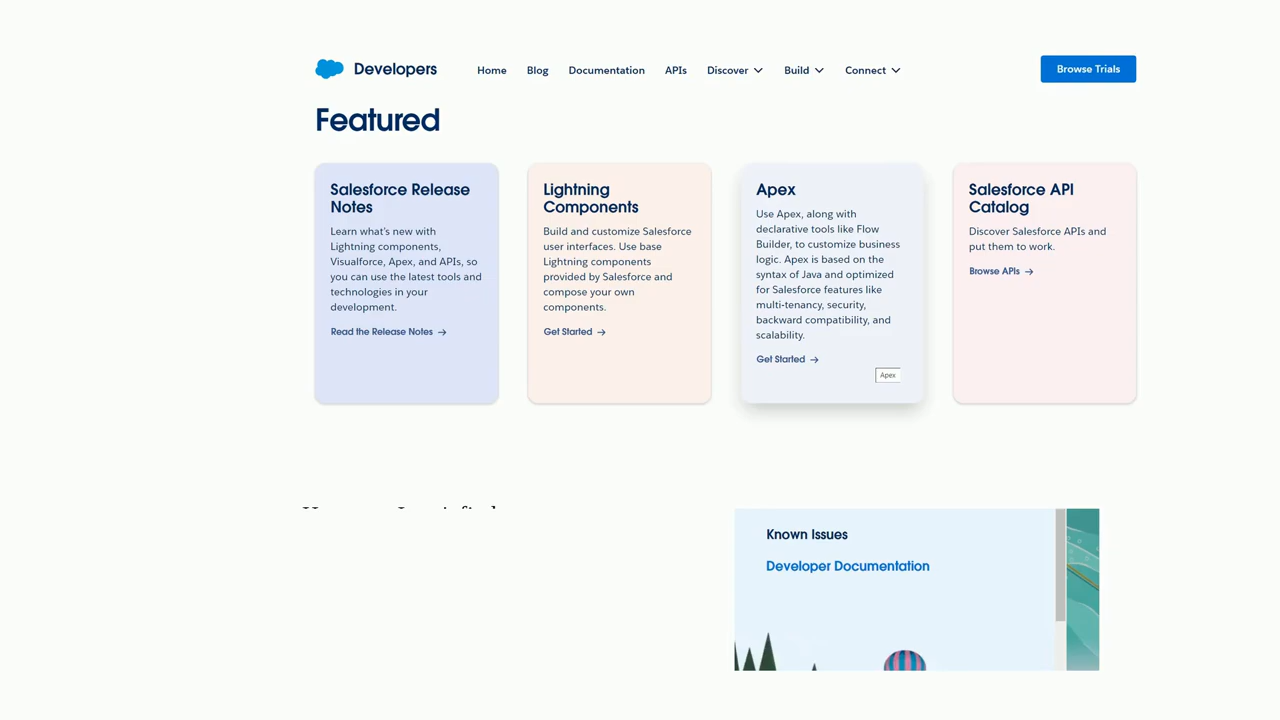 Developers
Home
Blog
Documentation
APIs
Discover
Build
Connect
Browse Trials
Featured
Salesforce Release
Notes
Learn what's new with
Lightning components,
Visualforce, Apex, and APIs, so
you can use the latest tools and
technologies in your
development.
Read the Release Notes
Lightning
Components
Build and customize Salesforce
user interfaces. Use base
Lightning components
provided by Salesforce and
compose your own
components.
Get Started
Apex
Use Apex, along with
declarative tools like Flow
Builder, to customize business
logic. Apex is based on the
syntax of Java and optimized
for Salesforce features like
multi-tenancy, security,
backward compatibility, and
scalability.
Get Started
Apex
Salesforce API
Catalog
Discover Salesforce APIs and
put them to work.
Browse APIs
Known Issues
Developer Documentation